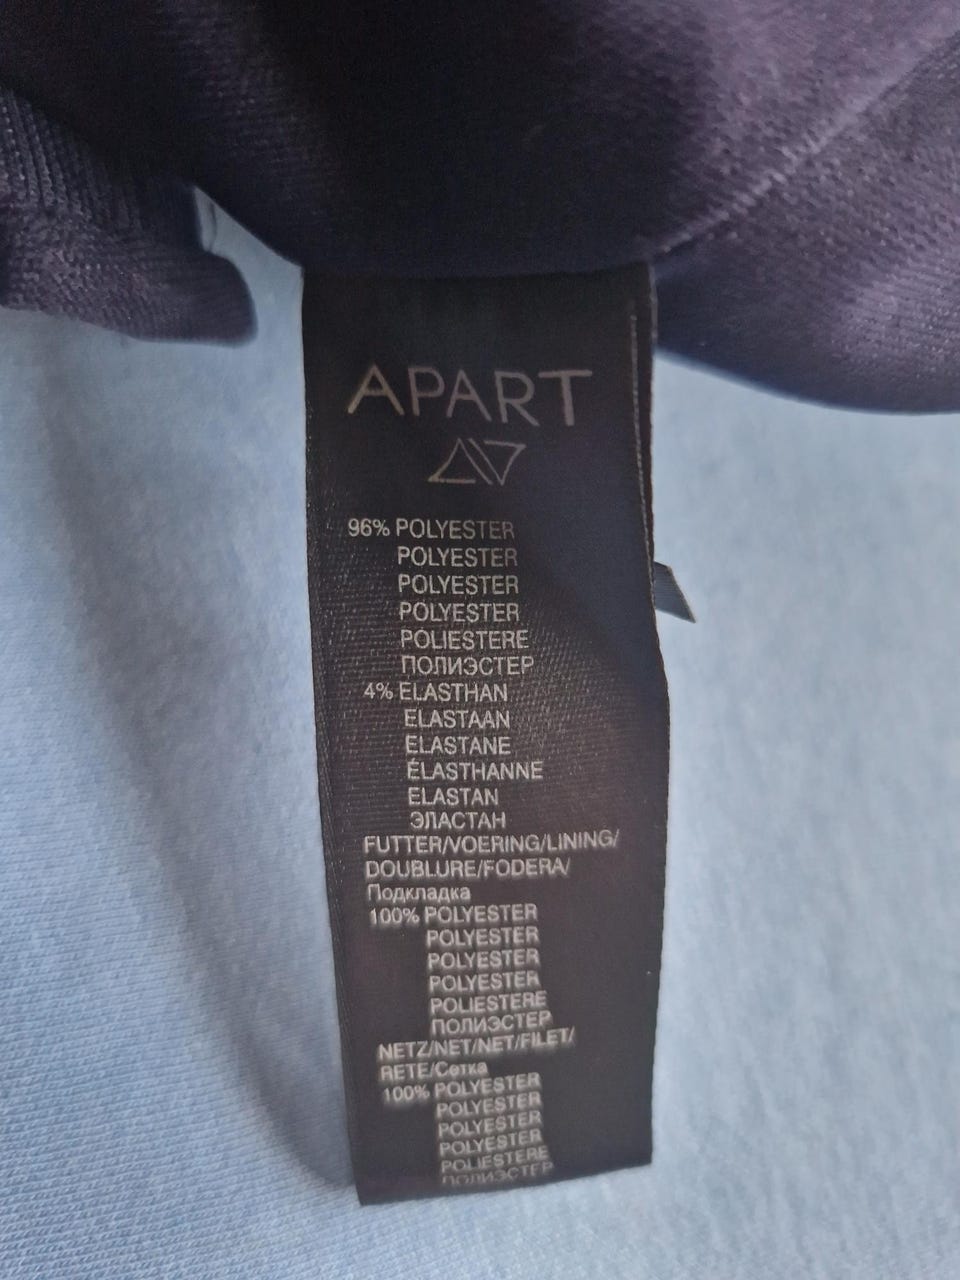 APART
96% POLYESTER
POLYESTER
POLYESTER
POLYESTER
POLIESTERE
ПОЛИЭСТЕР
4% ELASTHAN
ELASTAAN
ELASTANE
ÉLASTHANNE
ELASTAN
ЭЛАСТАН
FUTTER/VOERING/LINING/
DOUBLURE/FODERA/
Подкладка
100% POLYESTER
POLYESTER
POLYESTER
POLYESTER
POLIESTERE
ПОЛИЭСТЕР
NETZ/NET/NET/FILET/
RETE/Сетка
100% POLYESTER
POLYESTER
POLYESTER
POLYESTER
POLIESTERE
ПОЛИЭСТЕР